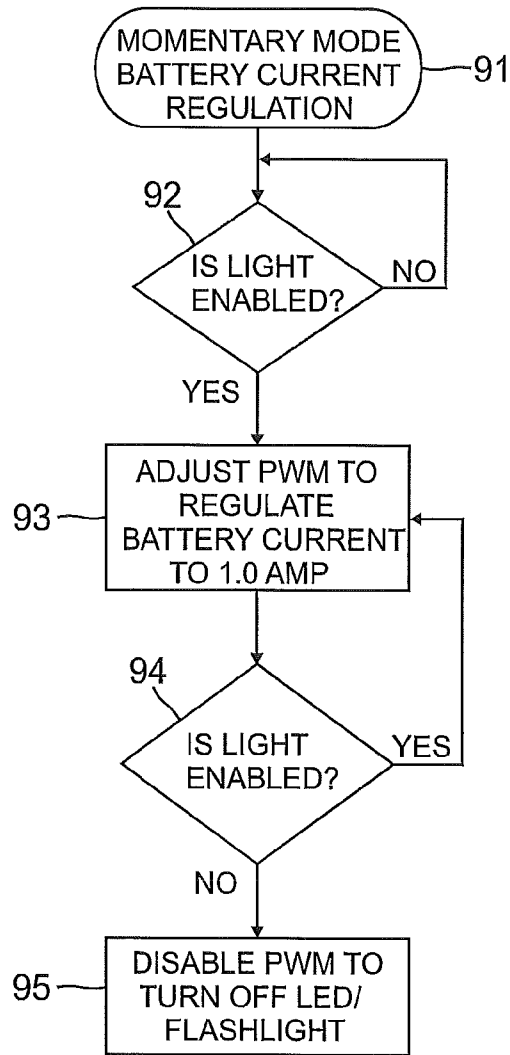 MOMENTARY MODE
BATTERY CURRENT
REGULATION
91
92
IS LIGHT
ENABLED?
NO
YES
ADJUST PWM TO
REGULATE
BATTERY CURRENT
TO 1.0 AMP
93
94
IS LIGHT
ENABLED?
YES
NO
DISABLE PWM TO
TURN OFF LED/
FLASHLIGHT
95